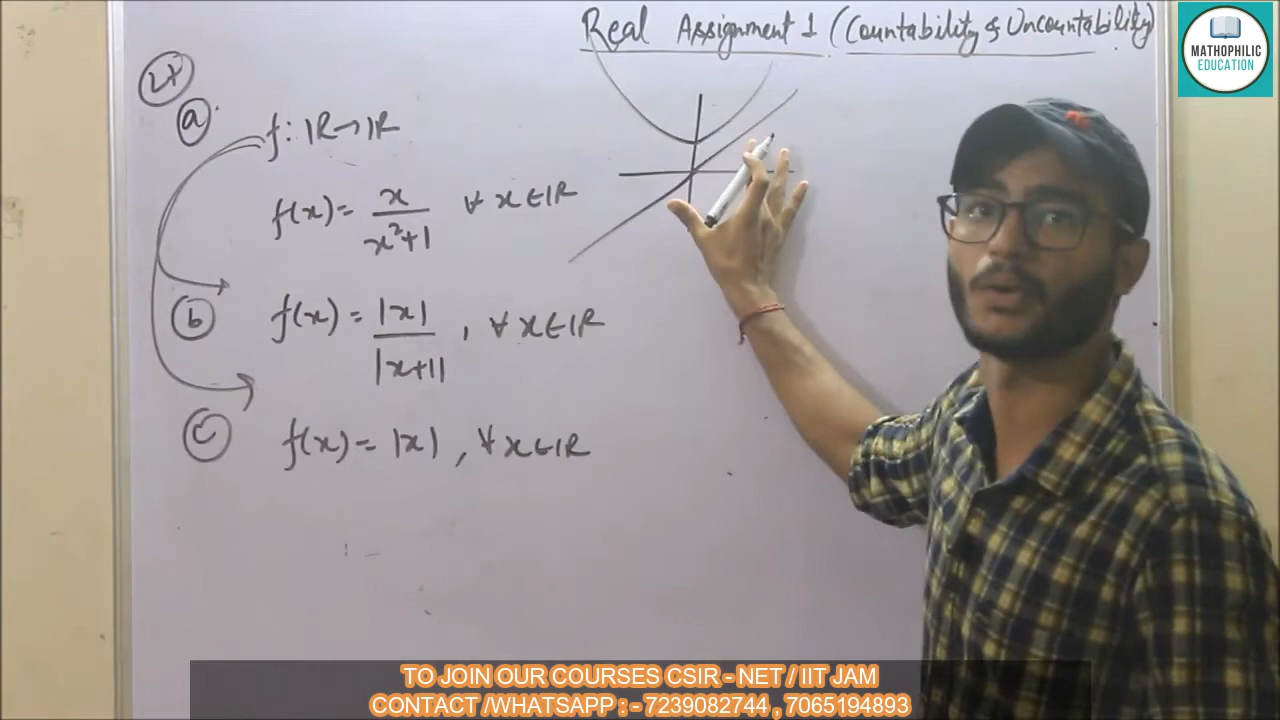 Real Assignment 1 (Countability & Uncountability)
MATHOPHILIC
EDUCATION
a
f: ℝ→ℝ
f(x) = x/(x²+1) ∀ x∈ℝ
b
f(x) = |x|/|x+1| , ∀ x∈ℝ
c
f(x) = |x| , ∀ x∈ℝ
TO JOIN OUR COURSES CSIR - NET / IIT JAM
CONTACT /WHATSAPP : - 7239082744 , 7065194893